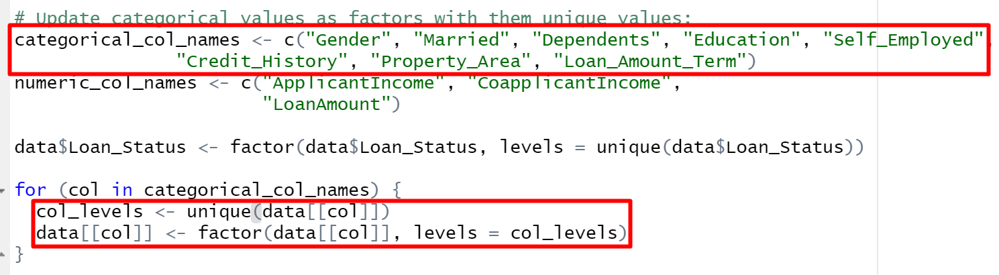 # Update categorical values as factors with them unique values:
categorical_col_names <- c("Gender", "Married", "Dependents", "Education", "Self_Employed",
"Credit_History", "Property_Area", "Loan_Amount_Term")
numeric_col_names <- c("ApplicantIncome", "CoapplicantIncome",
"LoanAmount")
data$Loan_Status <- factor(data$Loan_Status, levels = unique(data$Loan_Status))
for (col in categorical_col_names) {
col_levels <- unique(data[[col]])
data[[col]] <- factor(data[[col]], levels = col_levels)
}